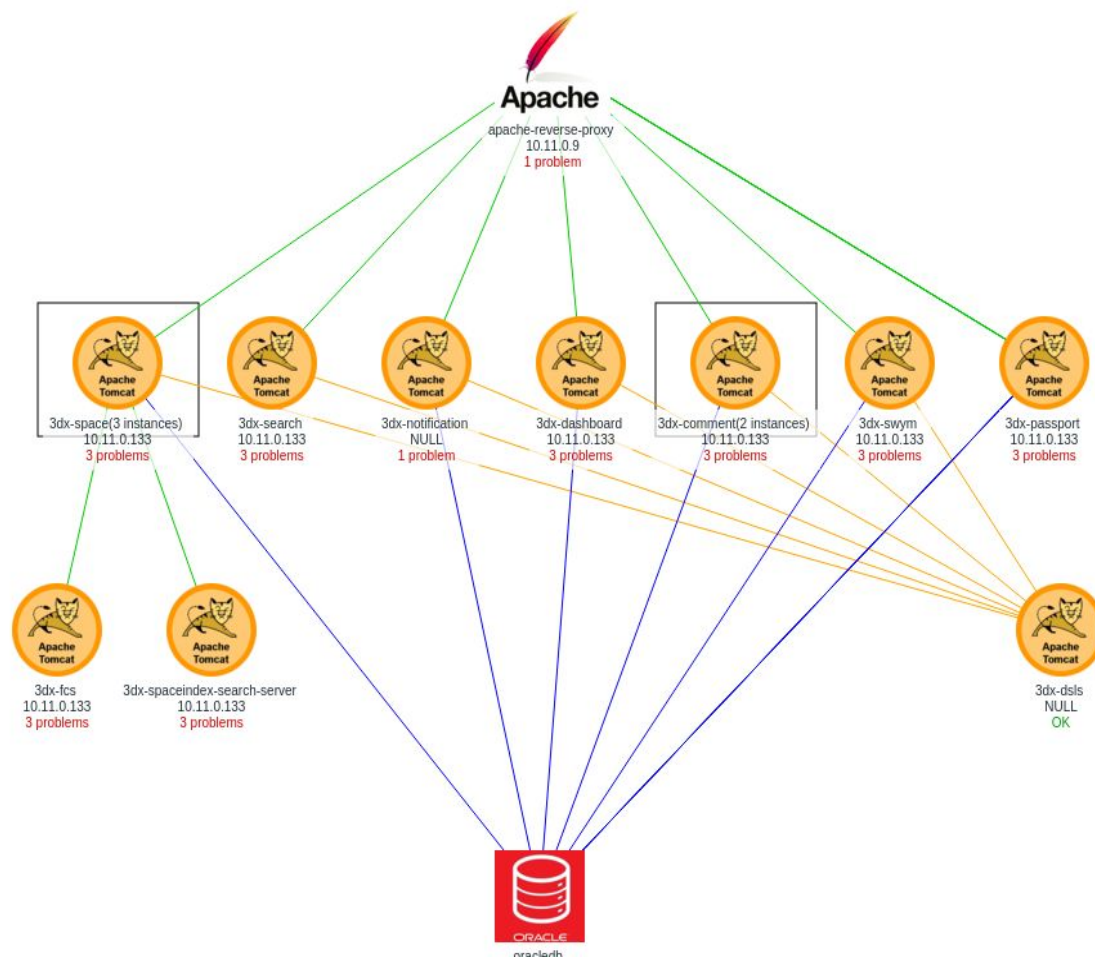 Apache
apache-reverse-proxy
10.11.0.9
1 problem
Apache
Tomcat
3dx-space(3 instances)
10.11.0.133
3 problems
Apache
Tomcat
3dx-search
10.11.0.133
3 problems
Apache
Tomcat
3dx-notification
NULL
1 problem
Apache
Tomcat
3dx-dashboard
10.11.0.133
3 problems
Apache
Tomcat
3dx-comment(2 instances)
10.11.0.133
3 problems
Apache
Tomcat
3dx-swym
10.11.0.133
3 problems
Apache
Tomcat
3dx-passport
10.11.0.133
3 problems
Apache
Tomcat
3dx-fcs
10.11.0.133
3 problems
Apache
Tomcat
3dx-spaceindex-search-server
10.11.0.133
3 problems
Apache
Tomcat
3dx-dsls
NULL
OK
ORACLE
oracledb